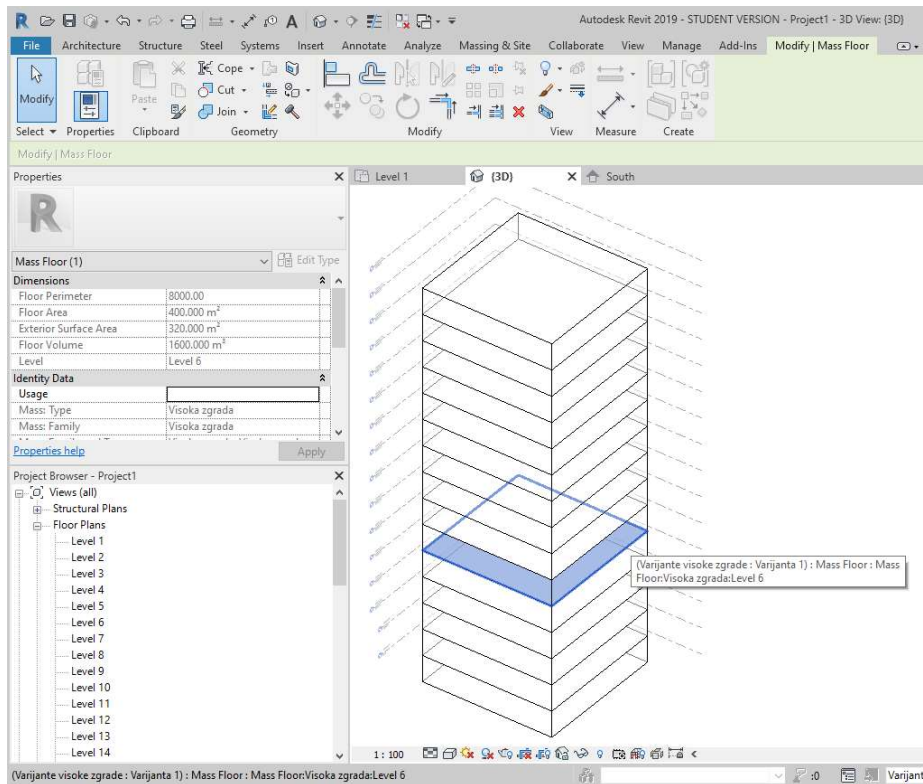 Autodesk Revit 2019 - STUDENT VERSION - Project1 - 3D View: {3D}
File Architecture Structure Steel Systems Insert Annotate Analyze Massing & Site Collaborate View Manage Add-Ins Modify | Mass Floor
Modify Paste Cope Cut Join
Select Properties Clipboard Geometry Modify View Measure Create
Modify | Mass Floor
Properties
Level 1 {3D} South
Mass Floor (1) Edit Type
Dimensions
Floor Perimeter 8000.00
Floor Area 400.000 m²
Exterior Surface Area 320.000 m²
Floor Volume 1600.000 m²
Level Level 6
Identity Data
Usage
Mass: Type Visoka zgrada
Mass: Family Visoka zgrada
Properties help Apply
Project Browser - Project1
Views (all)
Structural Plans
Floor Plans
Level 1
Level 2
Level 3
Level 4
Level 5
Level 6
Level 7
Level 8
Level 9
Level 10
Level 11
Level 12
Level 13
Level 14
(Varijante visoke zgrade : Varijanta 1) : Mass Floor : Mass
Floor:Visoka zgrada:Level 6
1 : 100
(Varijante visoke zgrade : Varijanta 1) : Mass Floor : Mass Floor:Visoka zgrada:Level 6 :0 Varijan